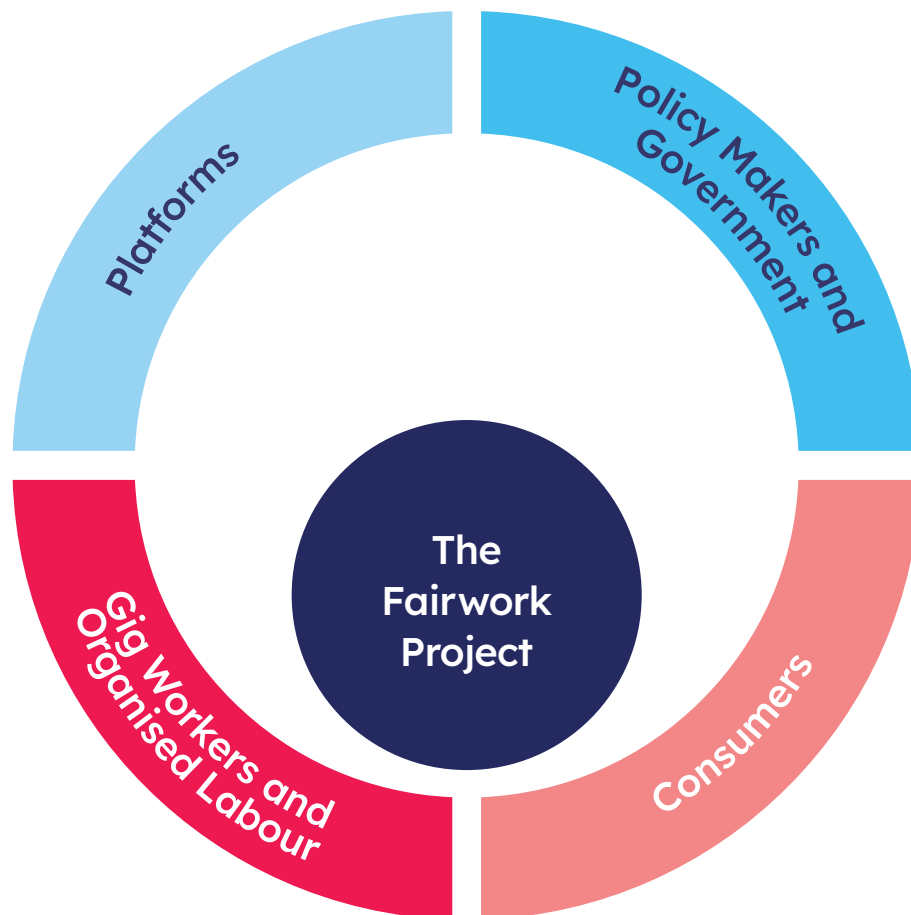 Platforms
Policy Makers and
Government
The
Fairwork
Project
Gig Workers and
Organised Labour
Consumers